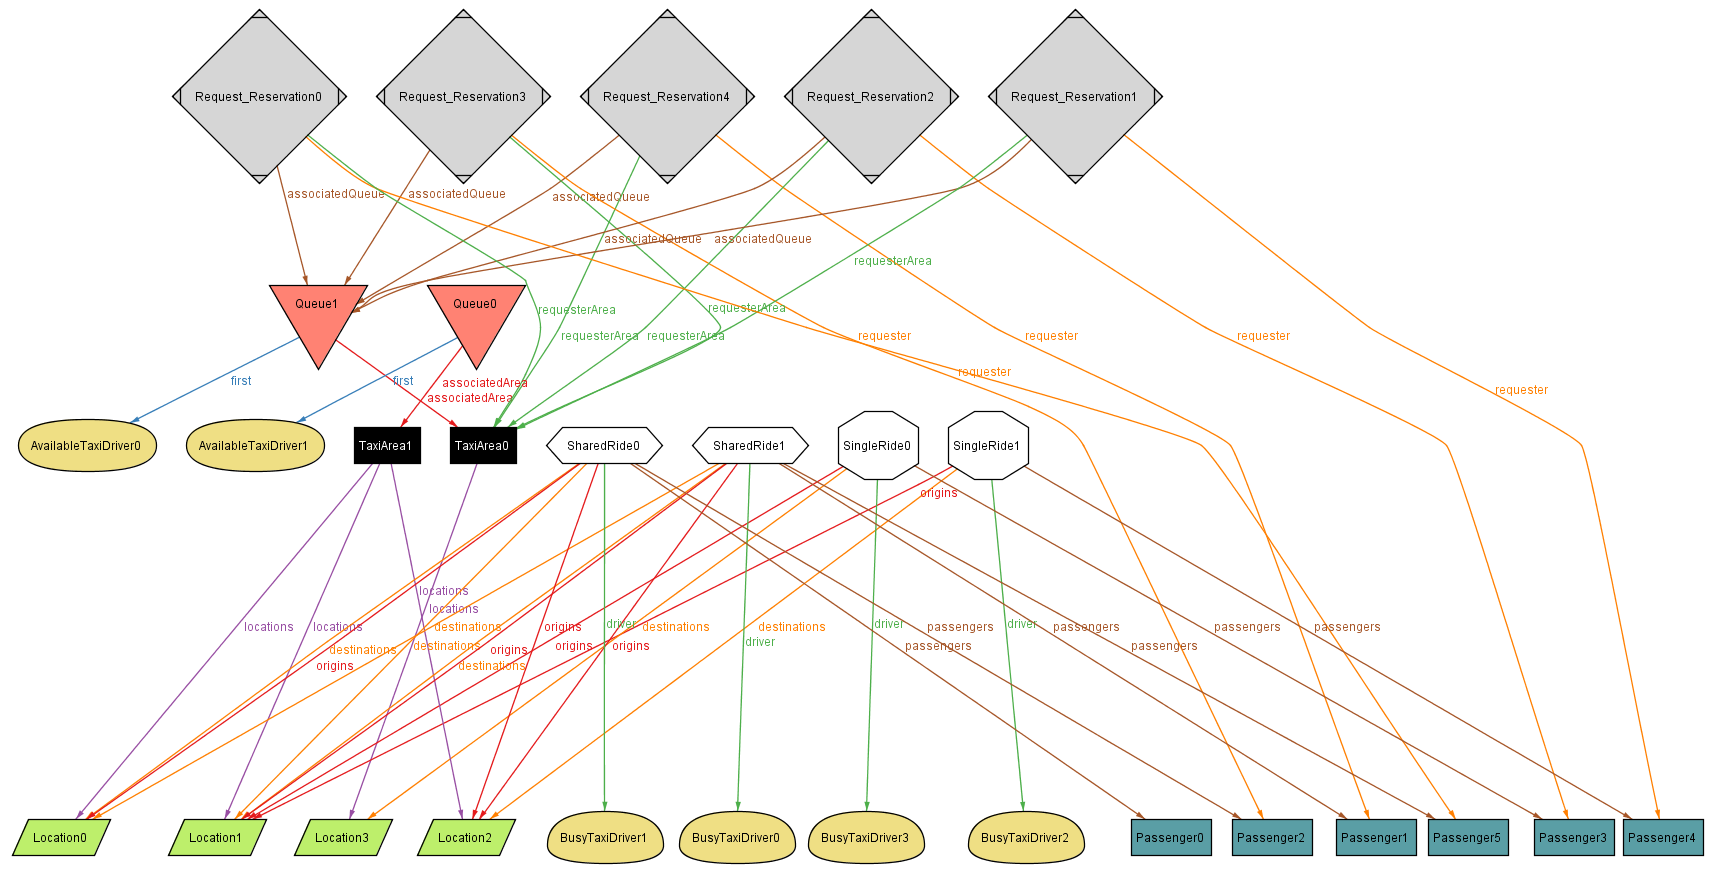 Request_Reservation0
Request_Reservation3
Request_Reservation4
Request_Reservation2
Request_Reservation1
associatedQueue
associatedQueue
associatedQueue
associatedQueue
associatedQueue
requesterArea
Queue1
Queue0
requesterArea
requesterArea
requesterArea
requesterArea
requester
requester
requester
requester
requester
first
first
associatedArea
associatedArea
AvailableTaxiDriver0
AvailableTaxiDriver1
TaxiArea1
TaxiArea0
SharedRide0
SharedRide1
SingleRide0
SingleRide1
origins
locations
locations
locations
locations
destinations
origins
driver
destinations
destinations
driver
driver
passengers
passengers
passengers
passengers
destinations
destinations
origins
origins
origins
driver
passengers
passengers
origins
destinations
Location0
Location1
Location3
Location2
BusyTaxiDriver1
BusyTaxiDriver0
BusyTaxiDriver3
BusyTaxiDriver2
Passenger0
Passenger2
Passenger1
Passenger5
Passenger3
Passenger4